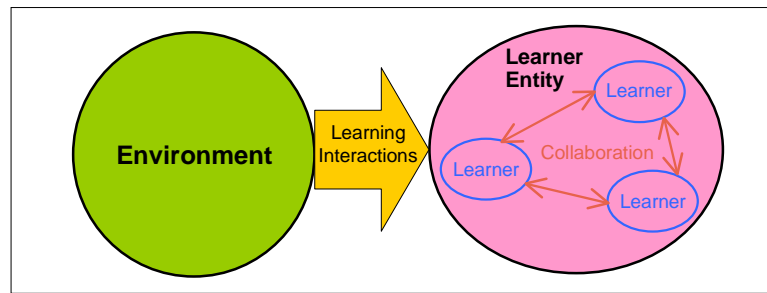 Environment
Learning
Interactions
Learner
Entity
Learner
Learner
Collaboration
Learner